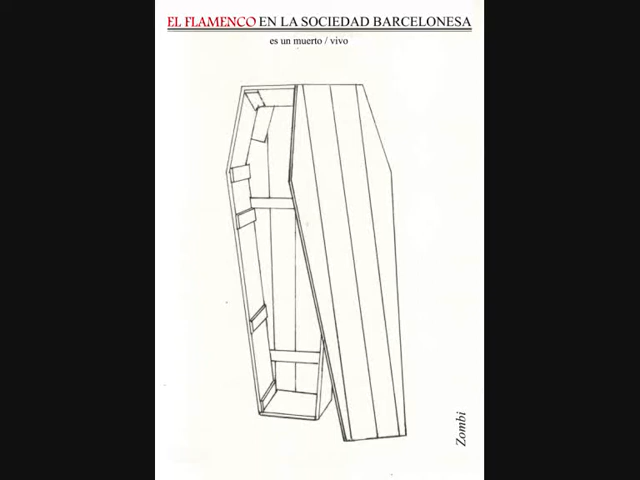 EL FLAMENCO EN LA SOCIEDAD BARCELONESA
es un muerto / vivo
Zombi